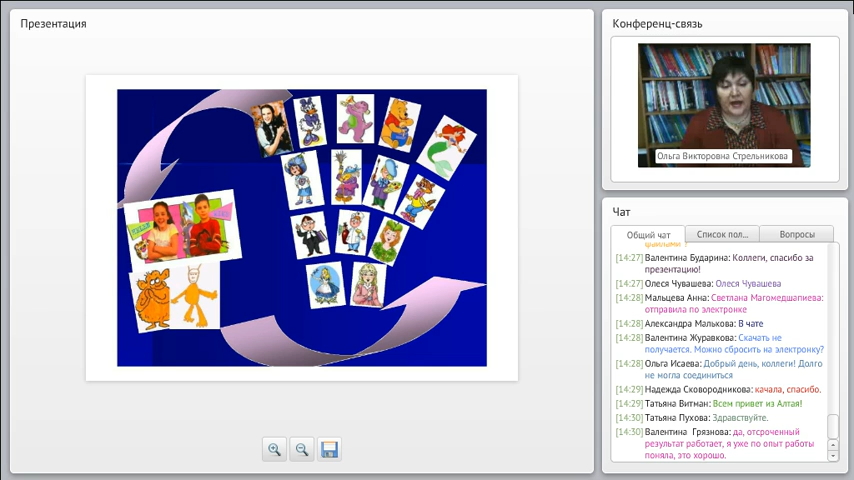 Презентация
Конференц-связь
Ольга Викторовна Стрельникова
Чат
Общий чат
Список пол...
Вопросы
[14:27] Валентина Бударина: Коллеги, спасибо за
презентацию!
[14:27] Олеся Чувашева: Олеся Чувашева
[14:28] Мальцева Анна: Светлана Магомедшапиева:
отправила по электронке
[14:28] Александра Малькова: В чате
[14:28] Валентина Журавкова: Скачать не
получается. Можно сбросить на электронку?
[14:28] Ольга Исаева: Добрый день, коллеги! Долго
не могла соединиться
[14:29] Надежда Сковородникова: качала, спасибо.
[14:29] Татьяна Витман: Всем привет из Алтая!
[14:30] Татьяна Пухова: Здравствуйте.
[14:30] Валентина Грязнова: да, отсроченный
результат работает, я уже по опыт работы
поняла, это хорошо.